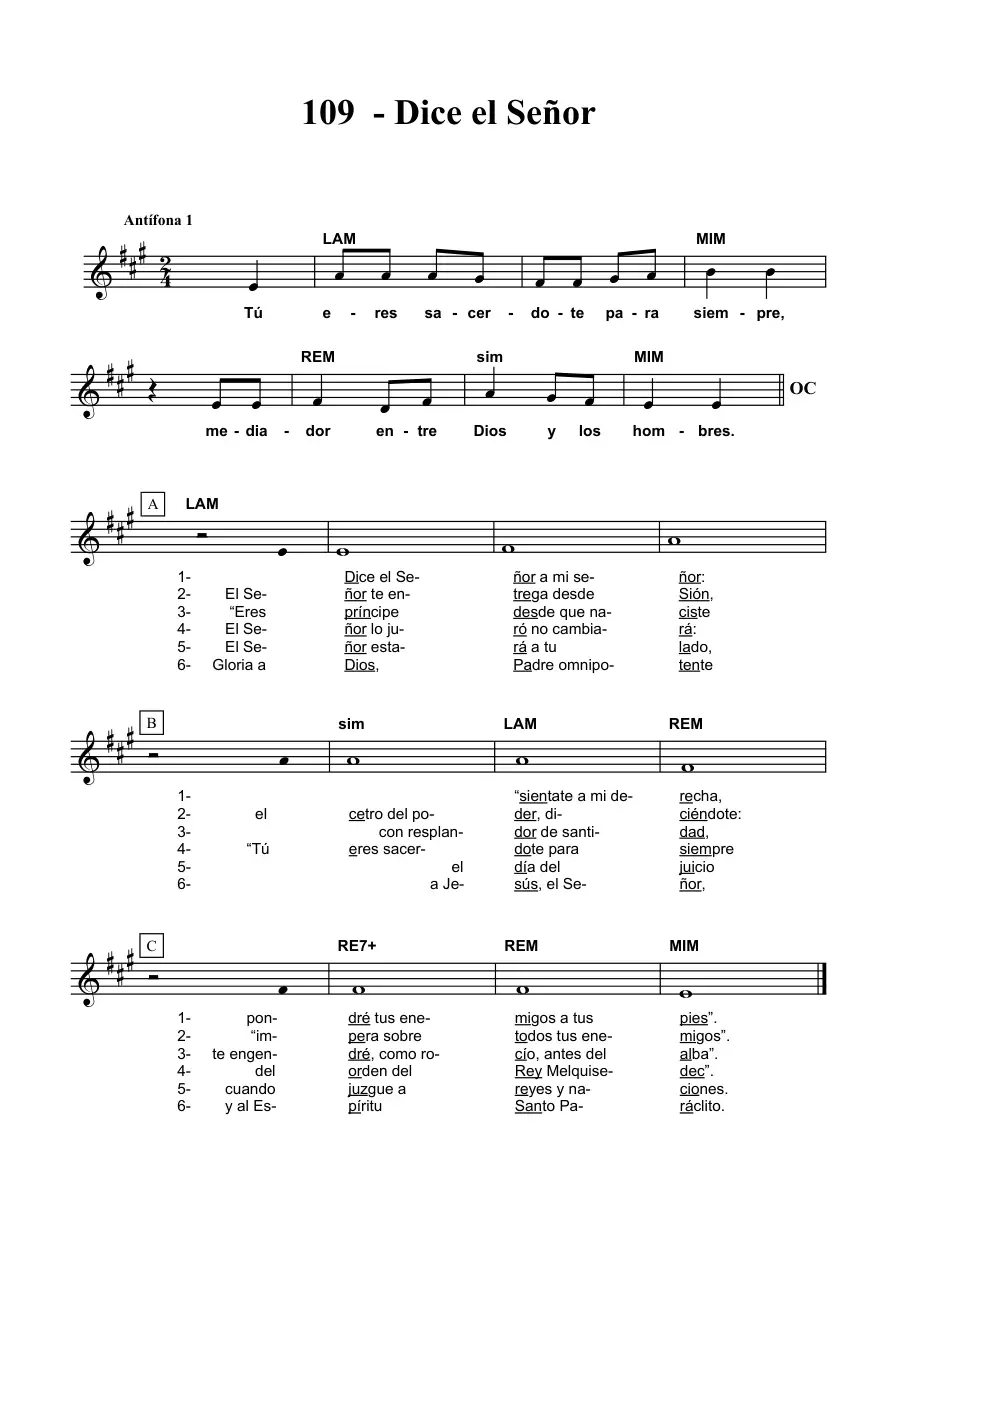 109 - Dice el Señor
Antífona 1
LAM MIM
2
4
Tú e - res sa - cer - do - te pa - ra siem - pre,
REM sim MIM
OC
me - dia - dor en - tre Dios y los hom - bres.
A LAM
1- Dice el Se- ñor a mi se- ñor:
2- El Se- ñor te en- trega desde Sión,
3- “Eres príncipe desde que na- ciste
4- El Se- ñor lo ju- ró no cambia- rá:
5- El Se- ñor esta- rá a tu lado,
6- Gloria a Dios, Padre omnipo- tente
B sim LAM REM
1- “sientate a mi de- recha,
2- el cetro del po- der, di- ciéndote:
3- con resplan- dor de santi- dad,
4- “Tú eres sacer- dote para siempre
5- el día del juicio
6- a Je- sús, el Se- ñor,
C RE7+ REM MIM
1- pon- dré tus ene- migos a tus pies”.
2- “im- pera sobre todos tus ene- migos”.
3- te engen- dré, como ro- cío, antes del alba”.
4- del orden del Rey Melquise- dec”.
5- cuando juzgue a reyes y na- ciones.
6- y al Es- píritu Santo Pa- ráclito.